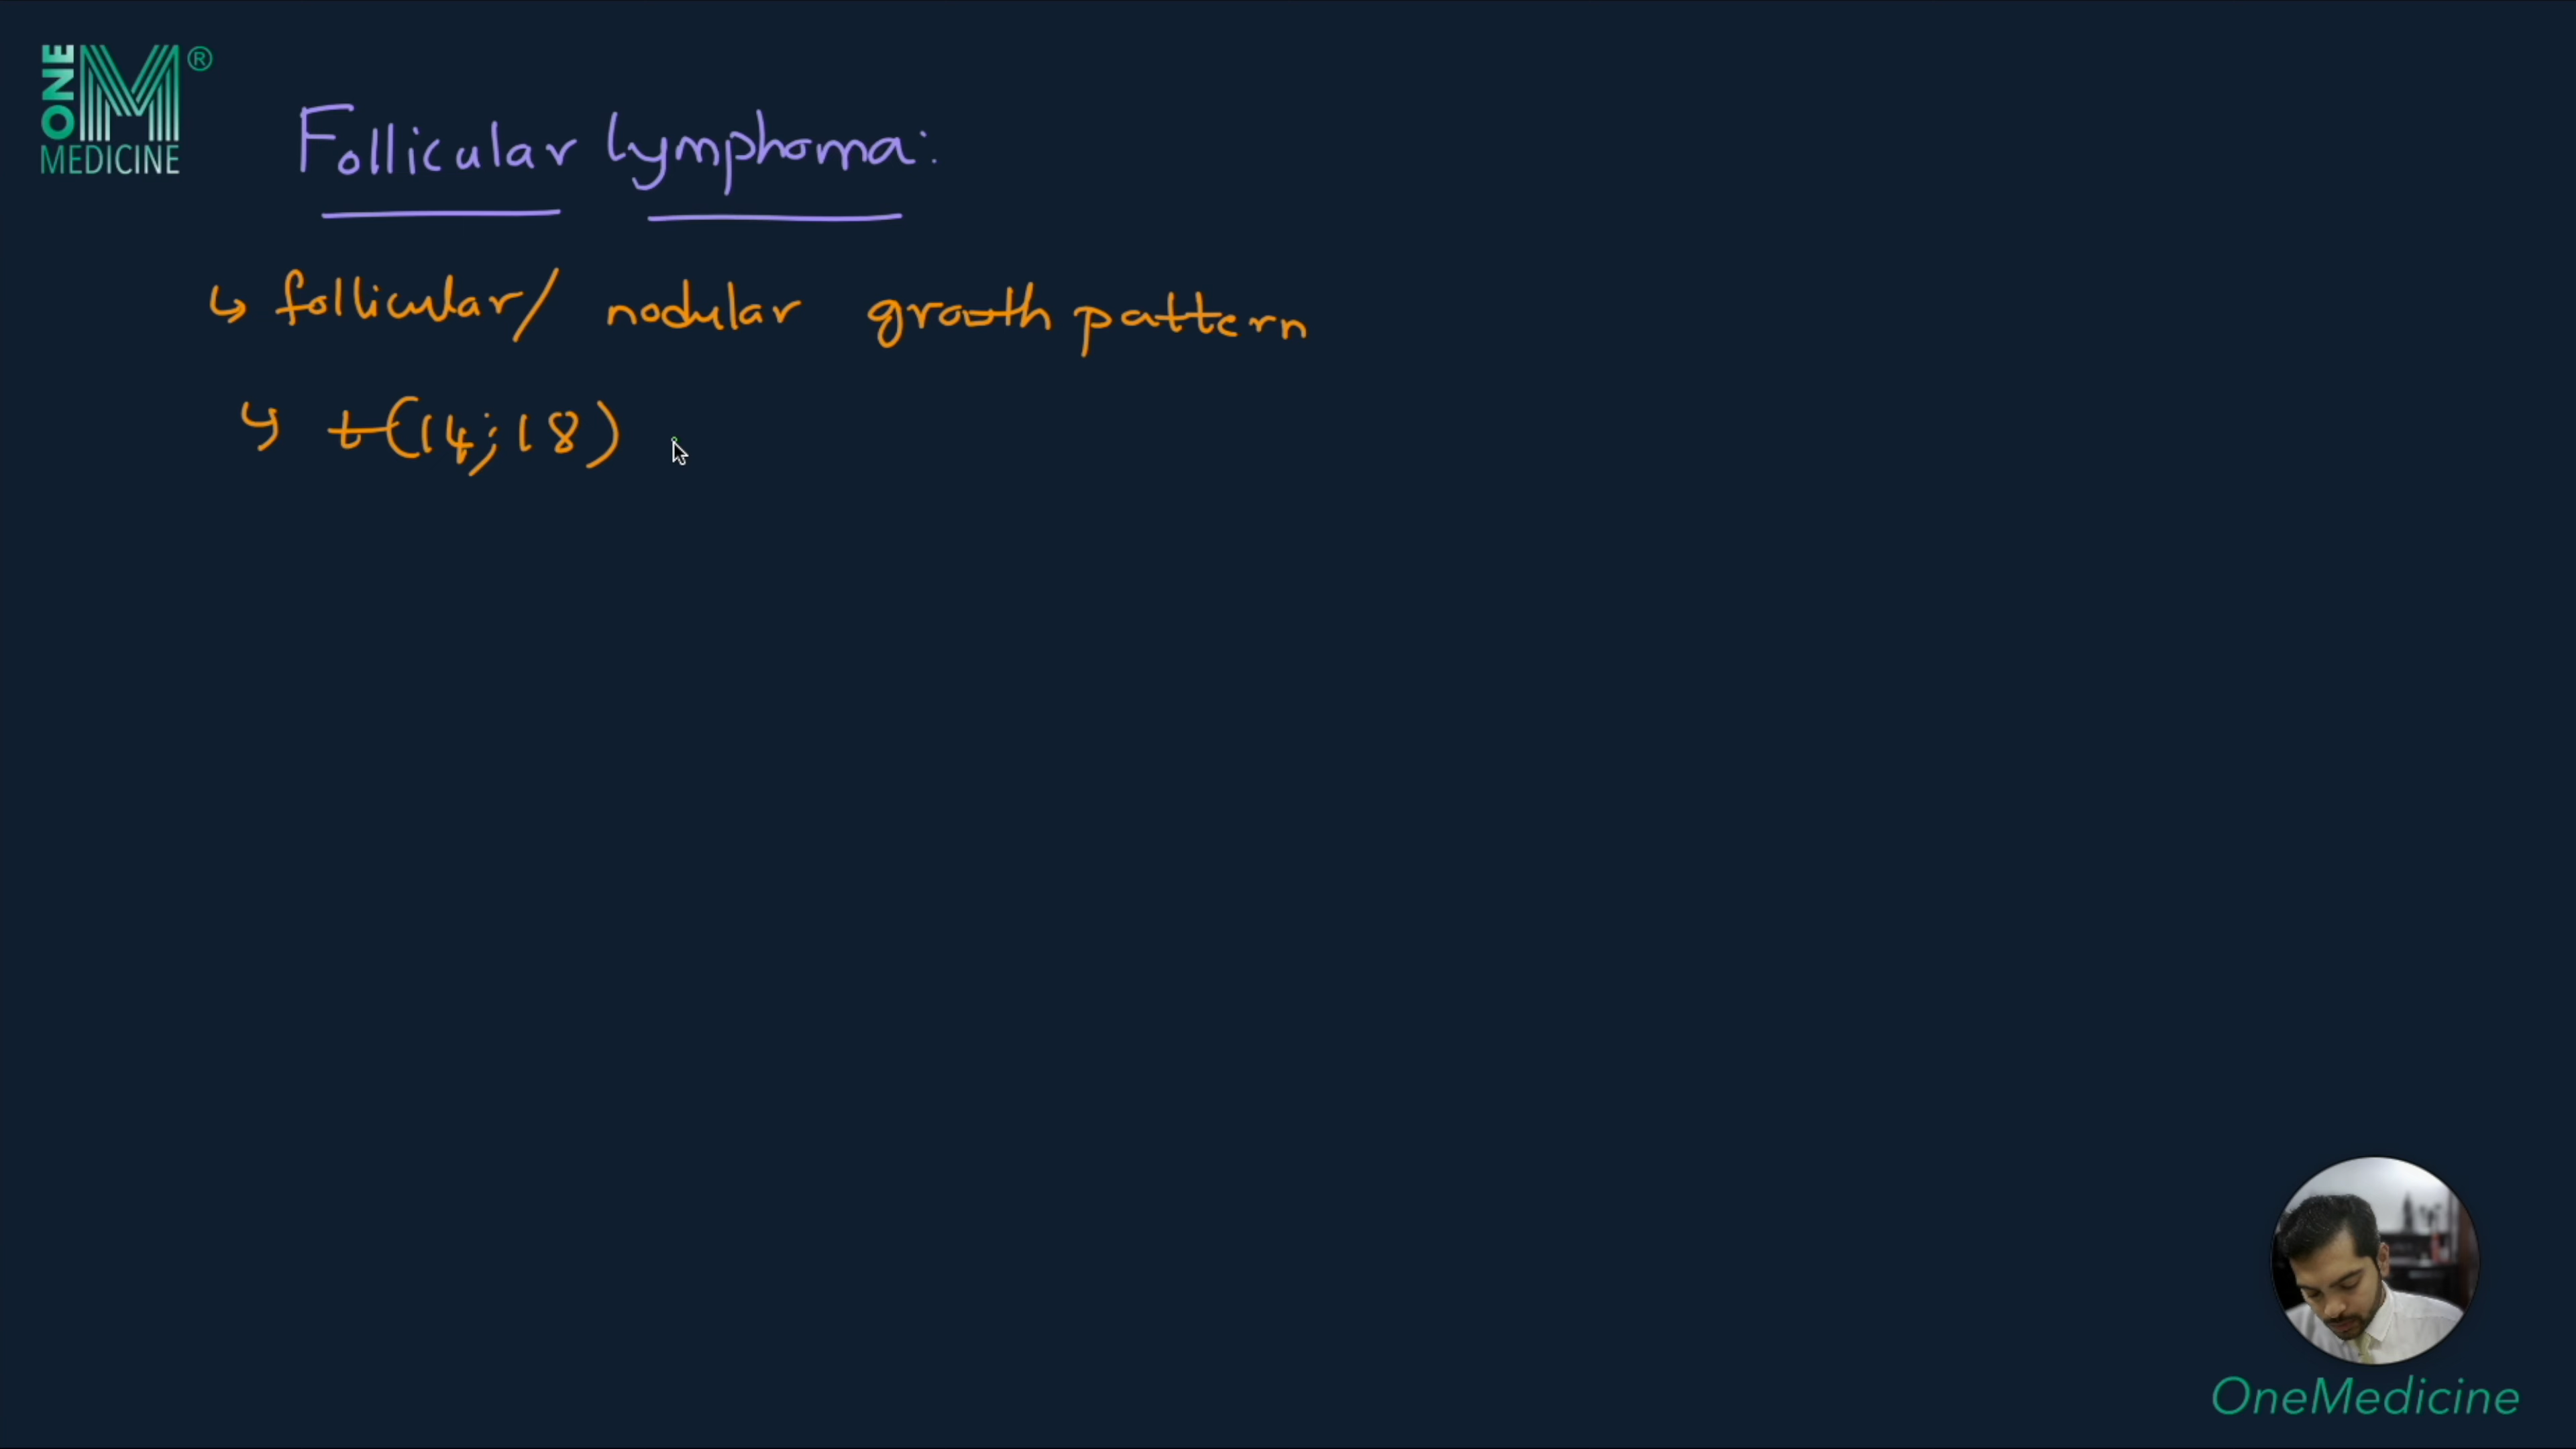 ONE
M®
MEDICINE
Follicular lymphoma:
↳ follicular/ nodular growth pattern
↳ t(14;18)
OneMedicine